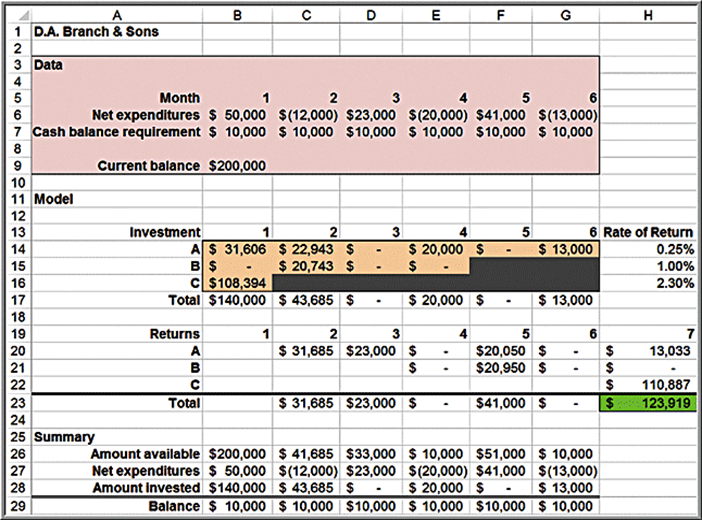 A B C D E F G H
1 D.A. Branch & Sons
2
3 Data
4
5 Month 1 2 3 4 5 6
6 Net expenditures $ 50,000 $(12,000) $23,000 $(20,000) $41,000 $(13,000)
7 Cash balance requirement $ 10,000 $ 10,000 $10,000 $ 10,000 $10,000 $ 10,000
8
9 Current balance $200,000
10
11 Model
12
13 Investment 1 2 3 4 5 6 Rate of Return
14 A $ 31,606 $ 22,943 $ - $ 20,000 $ - $ 13,000 0.25%
15 B $ - $ 20,743 $ - $ - 1.00%
16 C $108,394 2.30%
17 Total $140,000 $ 43,685 $ - $ 20,000 $ - $ 13,000
18
19 Returns 1 2 3 4 5 6 7
20 A $ 31,685 $23,000 $ - $20,050 $ - $ 13,033
21 B $ - $20,950 $ - $ -
22 C $ 110,887
23 Total $ 31,685 $23,000 $ - $41,000 $ - $ 123,919
24
25 Summary
26 Amount available $200,000 $ 41,685 $33,000 $ 10,000 $51,000 $ 10,000
27 Net expenditures $ 50,000 $(12,000) $23,000 $(20,000) $41,000 $(13,000)
28 Amount invested $140,000 $ 43,685 $ - $ 20,000 $ - $ 13,000
29 Balance $ 10,000 $ 10,000 $10,000 $ 10,000 $10,000 $ 10,000